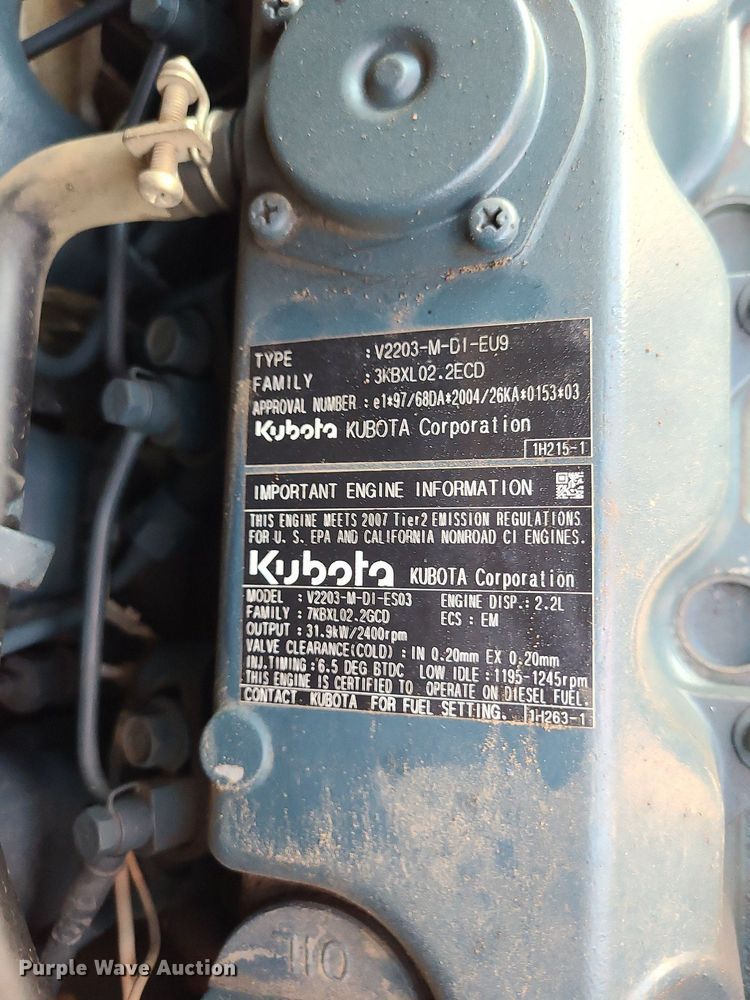 TYPE : V2203-M-DI-EU9
FAMILY : 3KBXL02.2ECD
APPROVAL NUMBER : e1*97/68DA*2004/26KA*0153*03
Kubota KUBOTA Corporation
1H215-1
IMPORTANT ENGINE INFORMATION
THIS ENGINE MEETS 2007 Tier2 EMISSION REGULATIONS
FOR U. S. EPA AND CALIFORNIA NONROAD CI ENGINES.
Kubota KUBOTA Corporation
MODEL : V2203-M-DI-ES03 ENGINE DISP.: 2.2L
FAMILY : 7KBXL02.2GCD ECS : EM
OUTPUT : 31.9kW/2400rpm
VALVE CLEARANCE(COLD) : IN 0.20mm EX 0.20mm
INJ.TIMING : 6.5 DEG BTDC LOW IDLE : 1195-1245rpm
THIS ENGINE IS CERTIFIED TO OPERATE ON DIESEL FUEL.
CONTACT KUBOTA FOR FUEL SETTING. 1H263-1
Purple Wave Auction